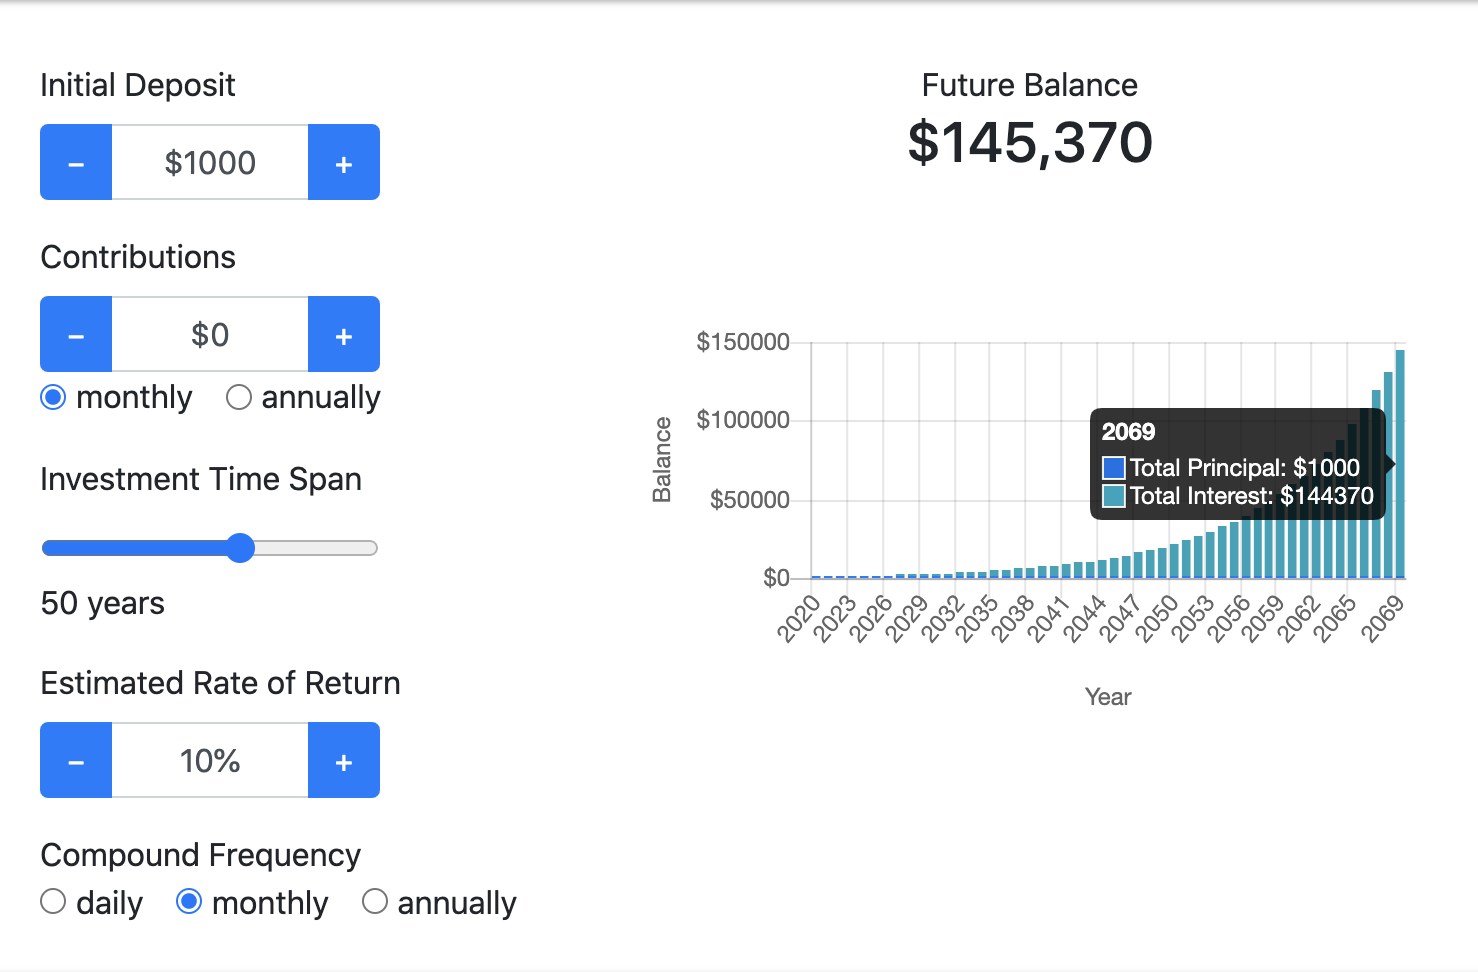 Initial Deposit
– $1000 +
Contributions
– $0 +
monthly annually
Investment Time Span
50 years
Estimated Rate of Return
– 10% +
Compound Frequency
daily monthly annually
Future Balance
$145,370
Balance
$150000
$100000
$50000
$0
2069
Total Principal: $1000
Total Interest: $144370
2020 2023 2026 2029 2032 2035 2038 2041 2044 2047 2050 2053 2056 2059 2062 2065 2069
Year